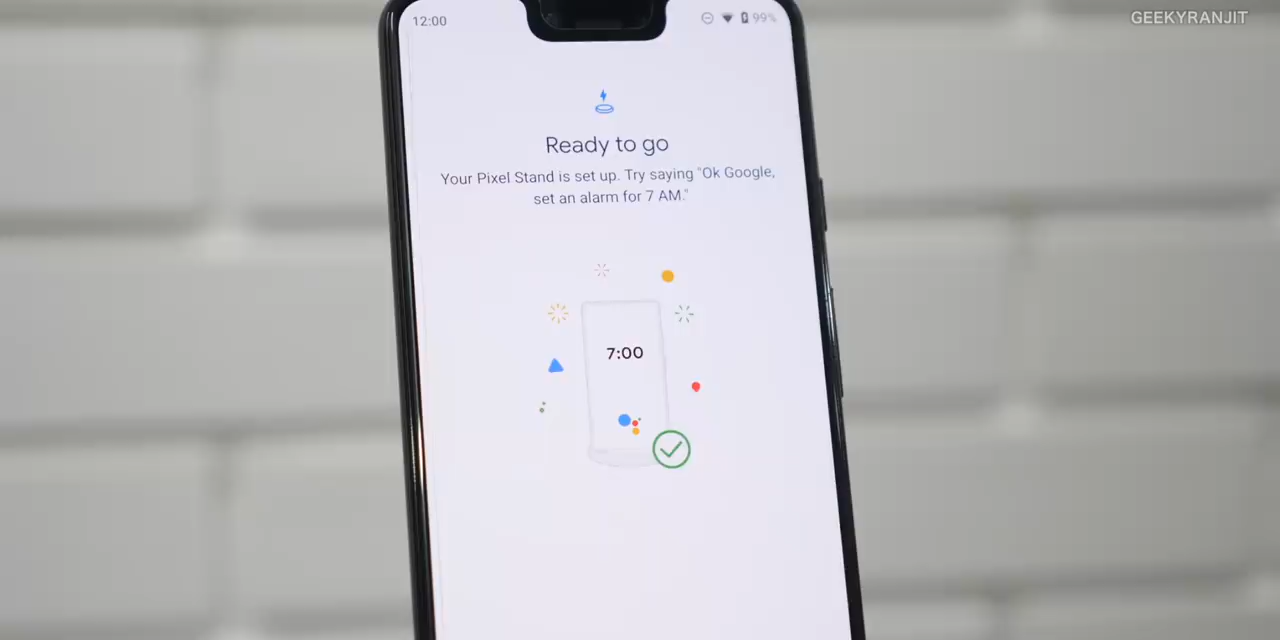 12:00
99%
GEEKYRANJIT
Ready to go
Your Pixel Stand is set up. Try saying "Ok Google,
set an alarm for 7 AM."
7:00